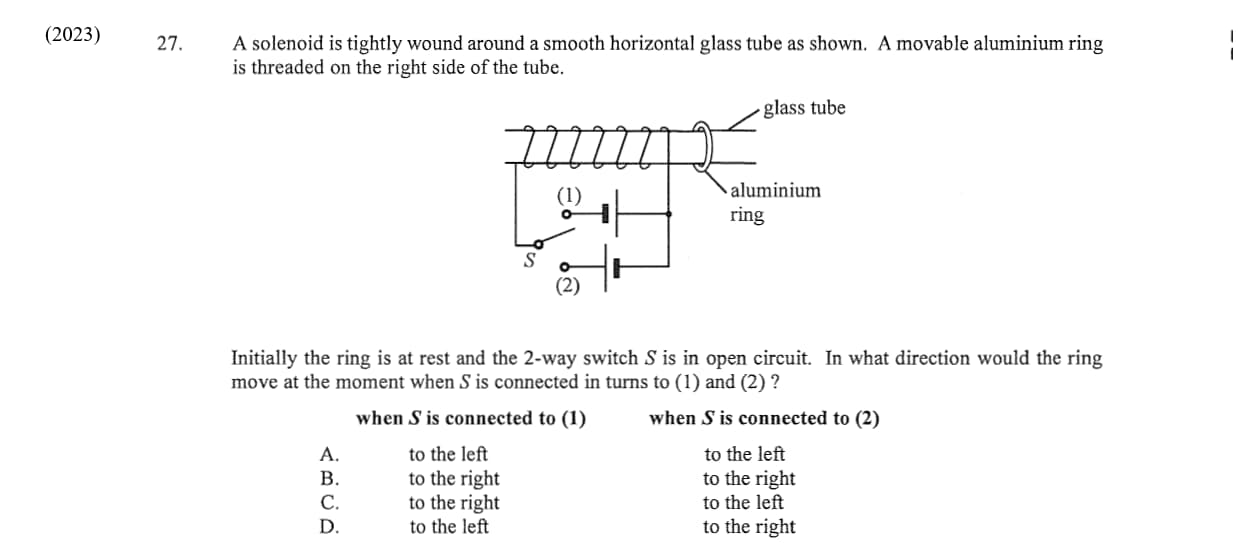 (2023)
27. A solenoid is tightly wound around a smooth horizontal glass tube as shown. A movable aluminium ring
is threaded on the right side of the tube.
glass tube
(1)
aluminium
ring
S
(2)
Initially the ring is at rest and the 2-way switch S is in open circuit. In what direction would the ring
move at the moment when S is connected in turns to (1) and (2) ?
when S is connected to (1) when S is connected to (2)
A. to the left to the left
B. to the right to the right
C. to the right to the left
D. to the left to the right